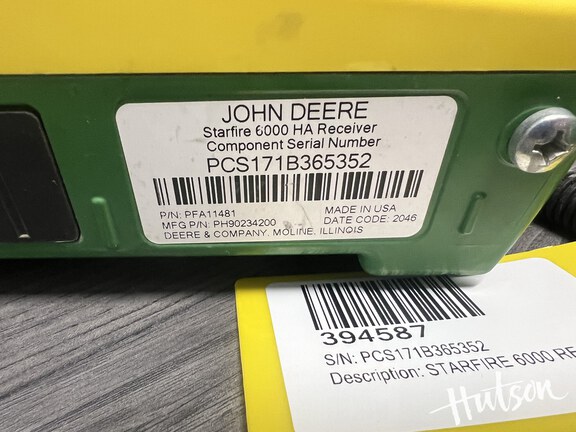 JOHN DEERE
Starfire 6000 HA Receiver
Component Serial Number
PCS171B365352
P/N: PFA11481
MADE IN USA
MFG P/N: PH90234200
DATE CODE: 2046
DEERE & COMPANY, MOLINE, ILLINOIS
394587
S/N: PCS171B365352
Description: STARFIRE 6000 RE
Hutson